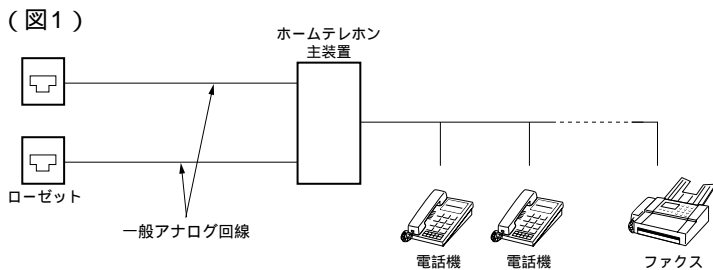 (図1)
ホームテレホン
主装置
ローゼット
一般アナログ回線
電話機
電話機
ファクス